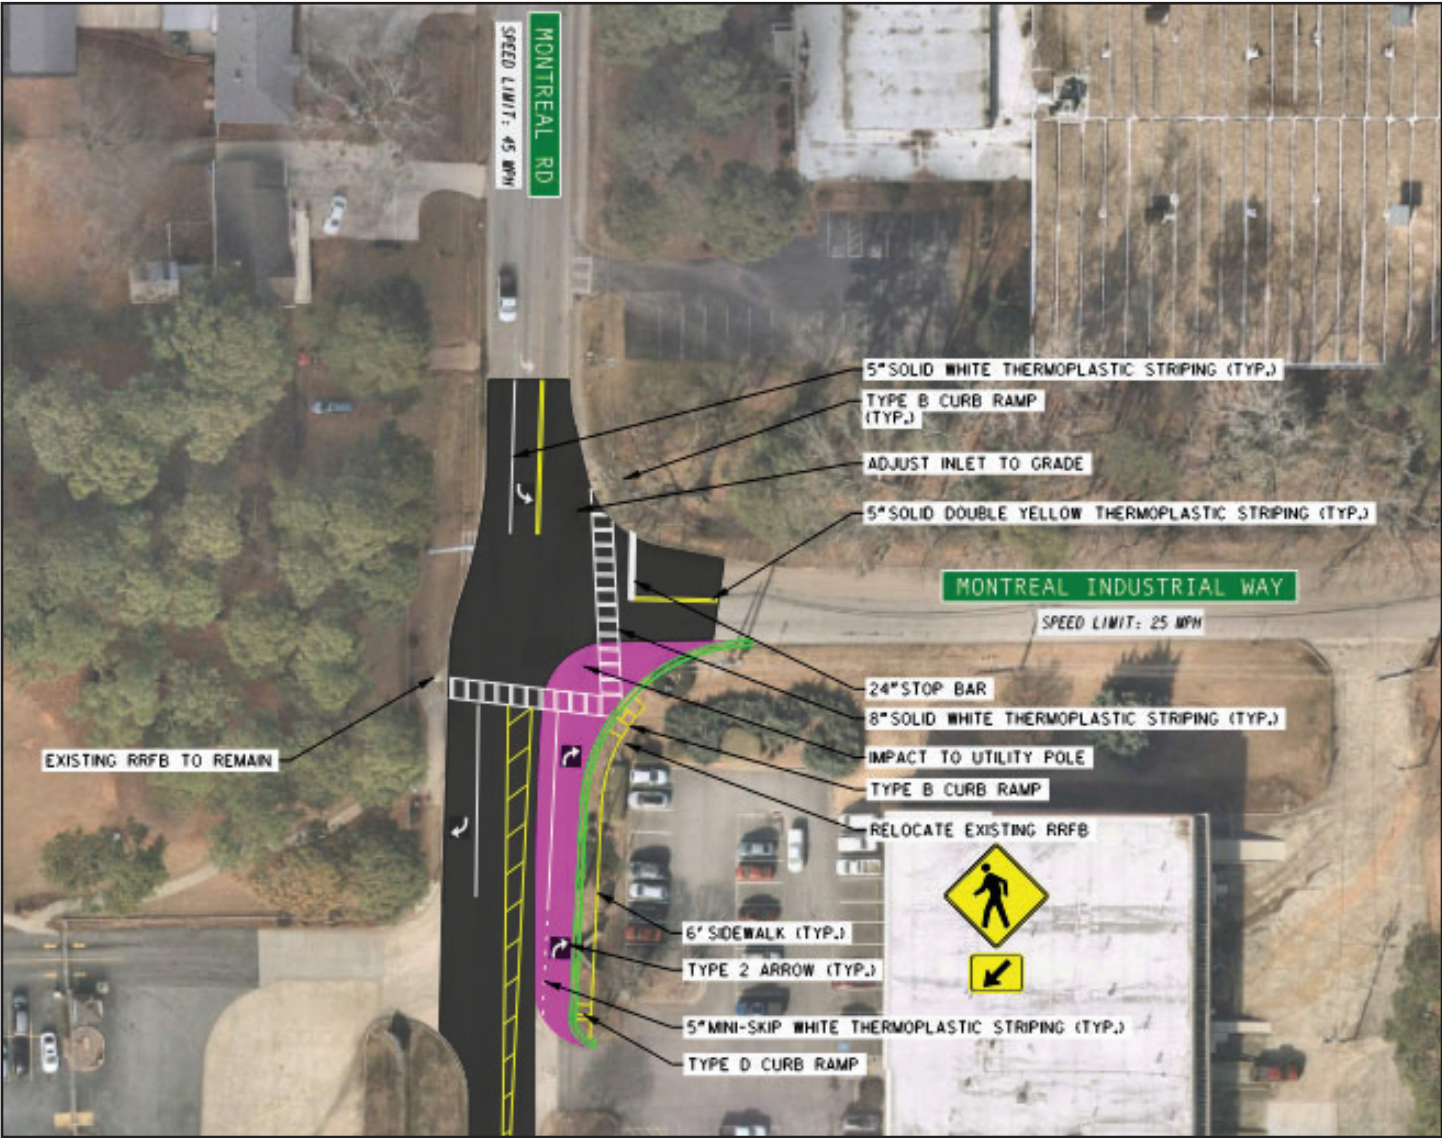 MONTREAL RD
SPEED LIMIT: 45 MPH
5" SOLID WHITE THERMOPLASTIC STRIPING (TYP.)
TYPE B CURB RAMP
(TYP.)
ADJUST INLET TO GRADE
5" SOLID DOUBLE YELLOW THERMOPLASTIC STRIPING (TYP.)
MONTREAL INDUSTRIAL WAY
SPEED LIMIT: 25 MPH
24" STOP BAR
8" SOLID WHITE THERMOPLASTIC STRIPING (TYP.)
EXISTING RRFB TO REMAIN
IMPACT TO UTILITY POLE
TYPE B CURB RAMP
RELOCATE EXISTING RRFB
6' SIDEWALK (TYP.)
TYPE 2 ARROW (TYP.)
5" MINI-SKIP WHITE THERMOPLASTIC STRIPING (TYP.)
TYPE D CURB RAMP